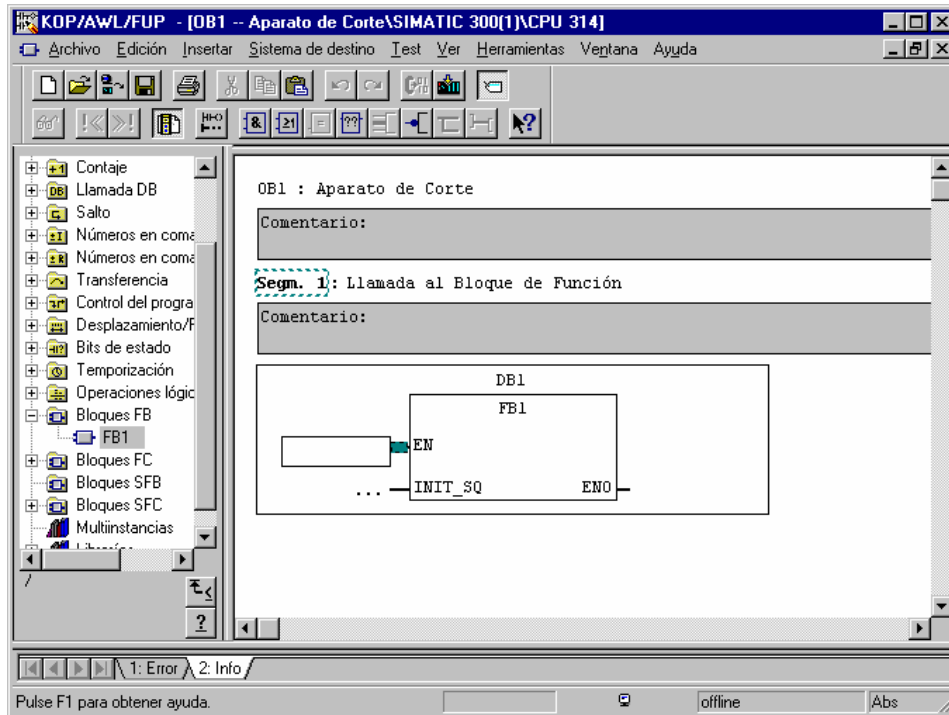 KOP/AWL/FUP - [OB1 -- Aparato de Corte\SIMATIC 300(1)\CPU 314]
Archivo Edición Insertar Sistema de destino Test Ver Herramientas Ventana Ayuda
Contaje
Llamada DB
Salto
Números en coma
Números en coma
Transferencia
Control del progra
Desplazamiento/F
Bits de estado
Temporización
Operaciones lógic
Bloques FB
FB1
Bloques FC
Bloques SFB
Bloques SFC
Multiinstancias
OB1 : Aparato de Corte
Comentario:
Segm. 1: Llamada al Bloque de Función
Comentario:
DB1
FB1
EN
... INIT_SQ ENO
1: Error 2: Info
Pulse F1 para obtener ayuda. offline Abs